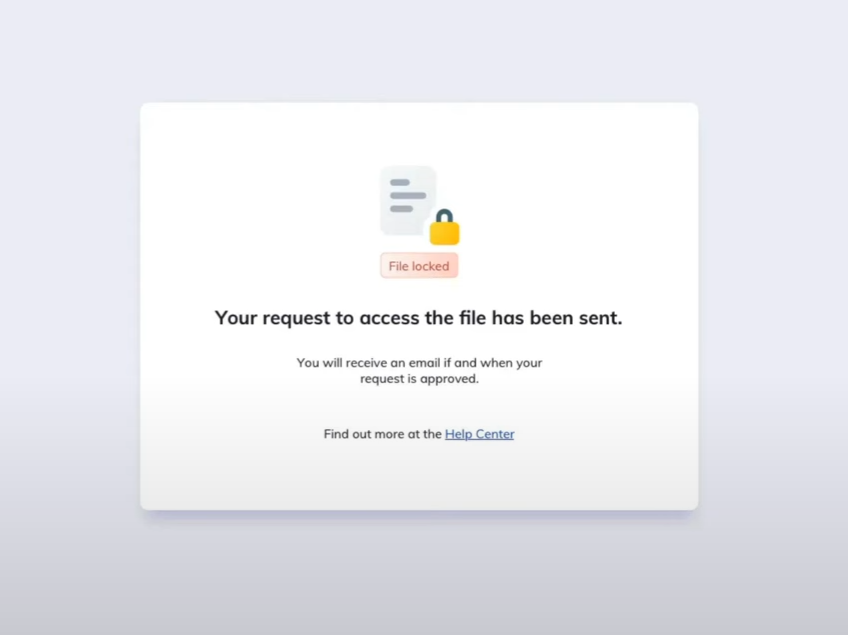 File locked
Your request to access the file has been sent.
You will receive an email if and when your
request is approved.
Find out more at the Help Center